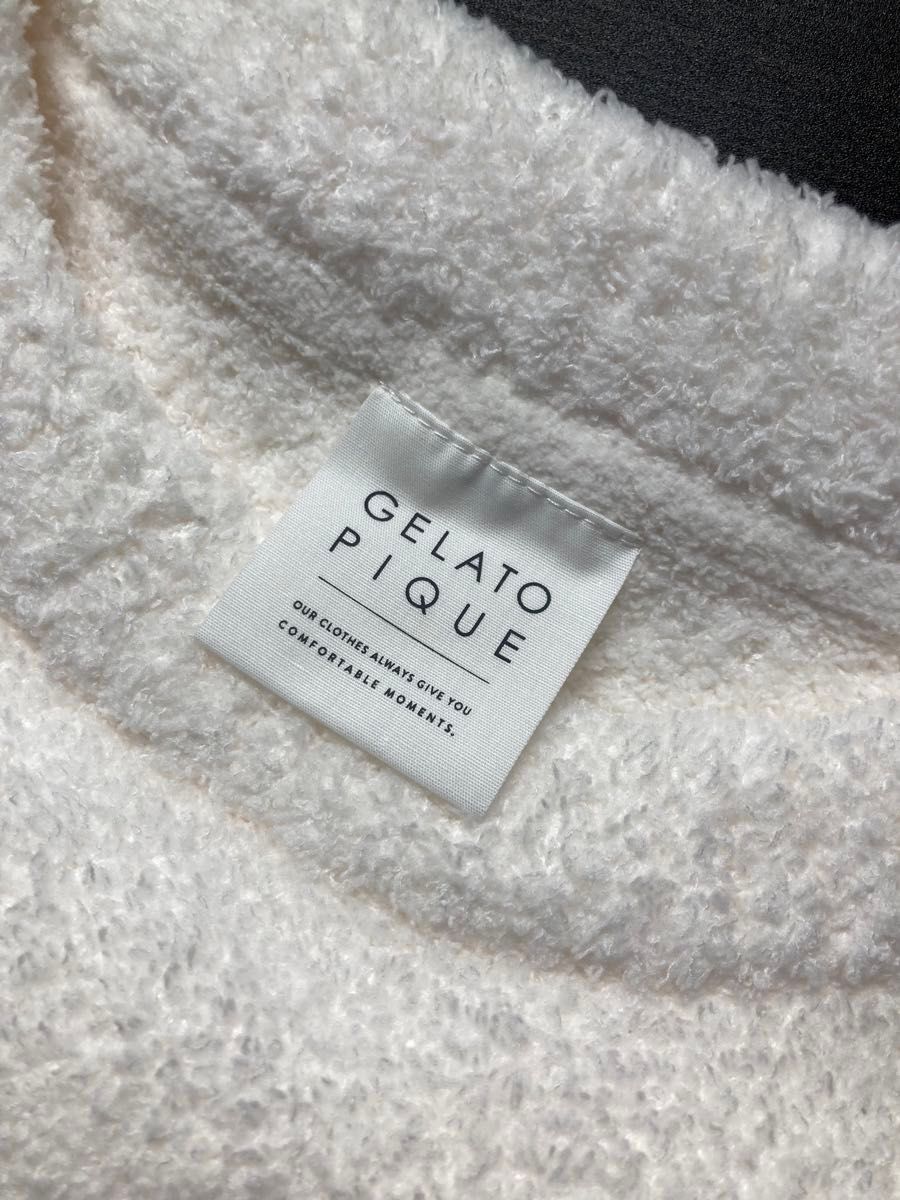 GELATO
PIQUE
OUR CLOTHES ALWAYS GIVE YOU
COMFORTABLE MOMENTS.